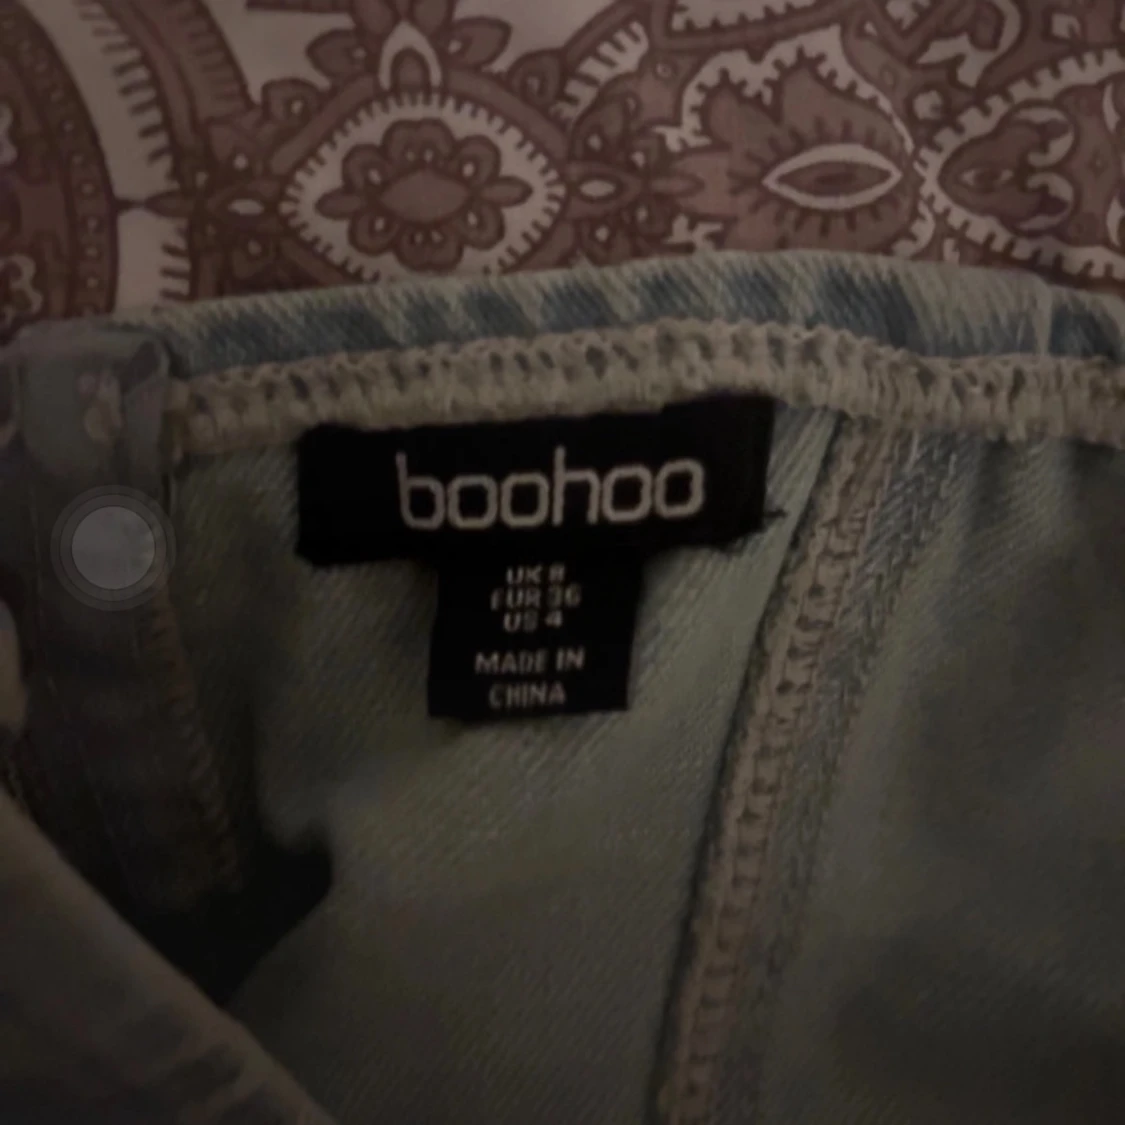 boohoo
UK 8
EUR 36
US 4
MADE IN
CHINA